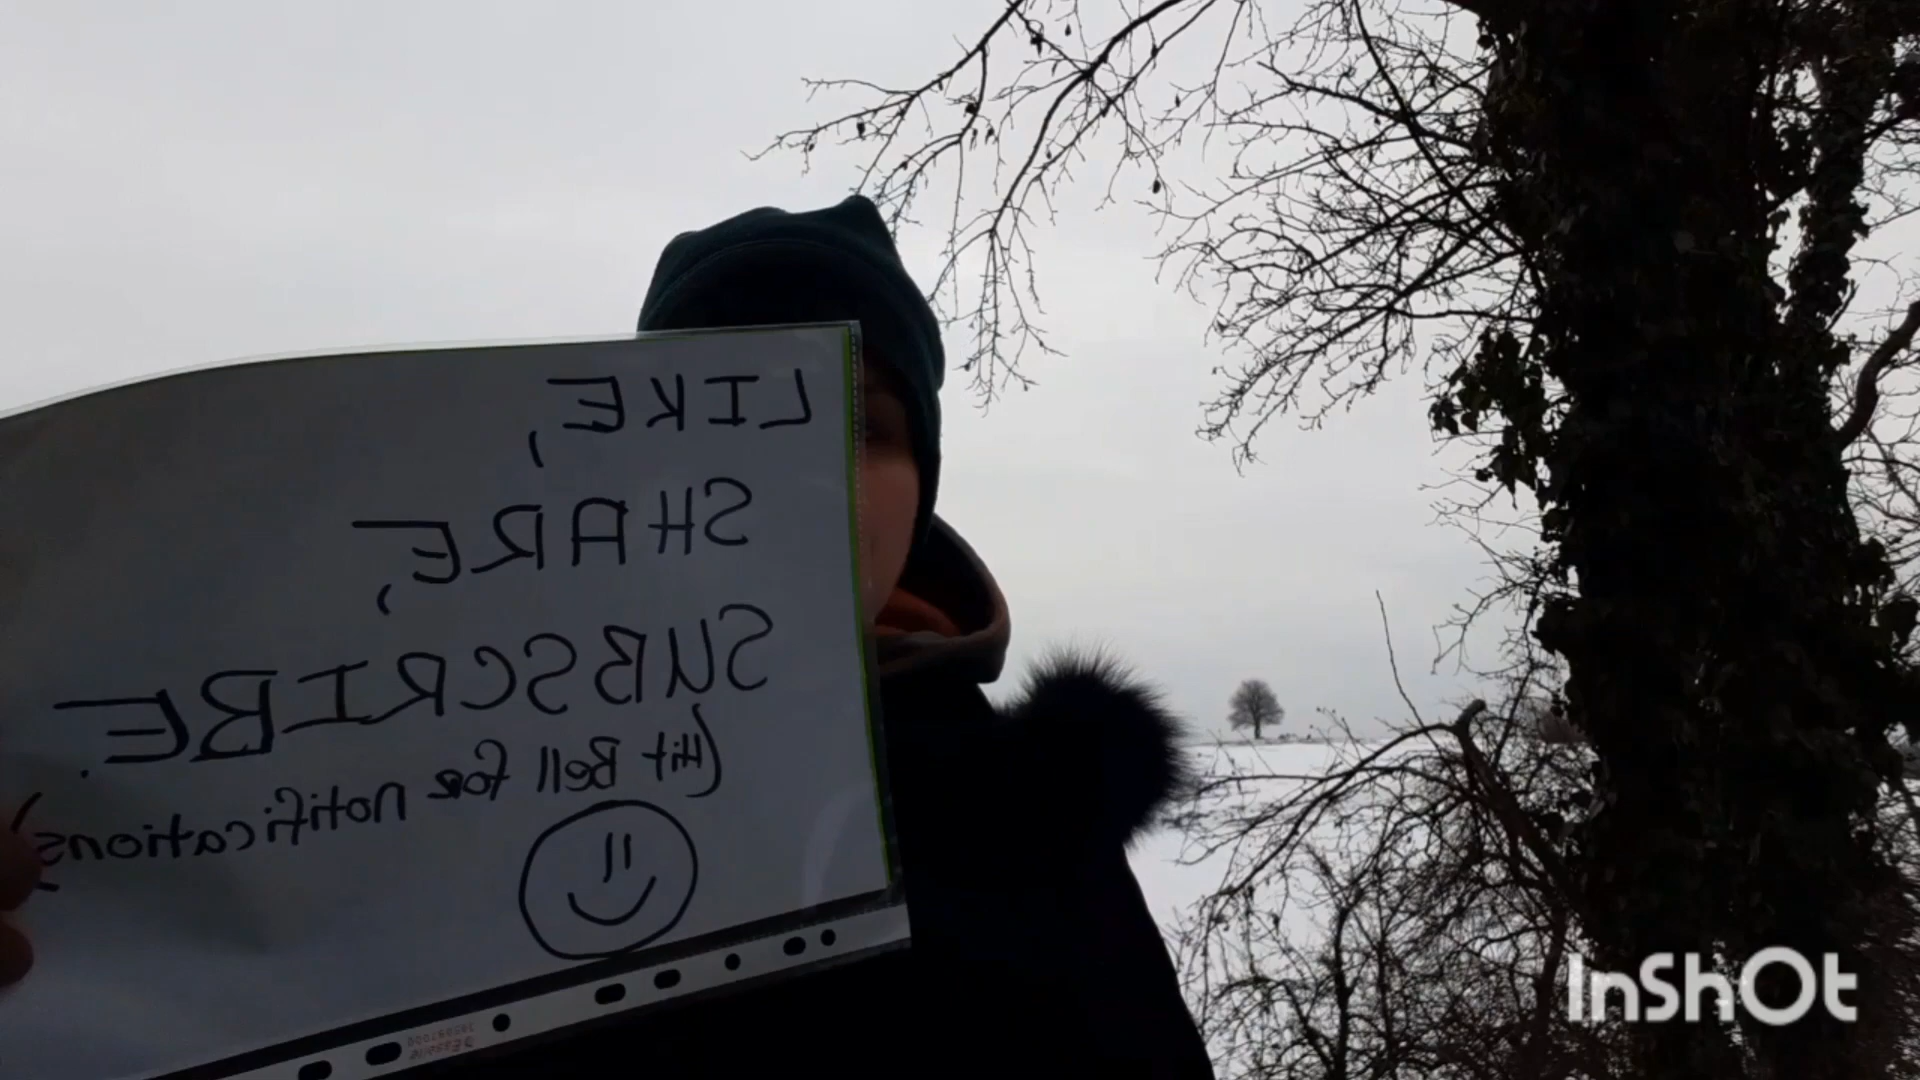 LIKE,
SHARE,
SUBSCRIBE.
(Hit Bell for notifications)
InShOt